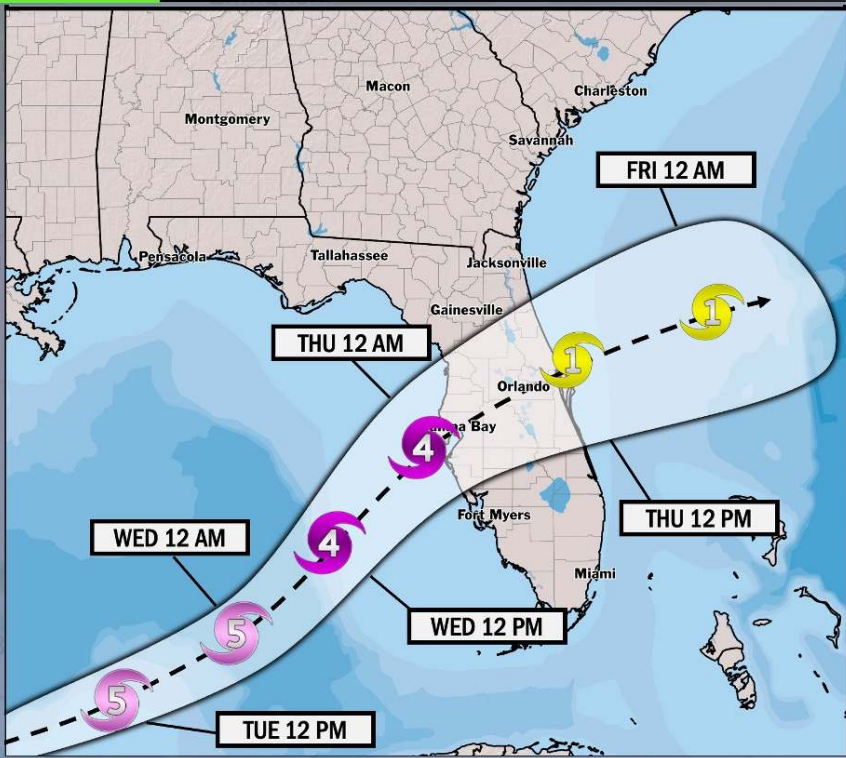 Macon
Charleston
Montgomery
Savannah
FRI 12 AM
Pensacola
Tallahassee
Jacksonville
Gainesville
1
THU 12 AM
1
Orlando
Bay
4
Fort Myers
THU 12 PM
WED 12 AM
4
Miami
WED 12 PM
5
5
TUE 12 PM